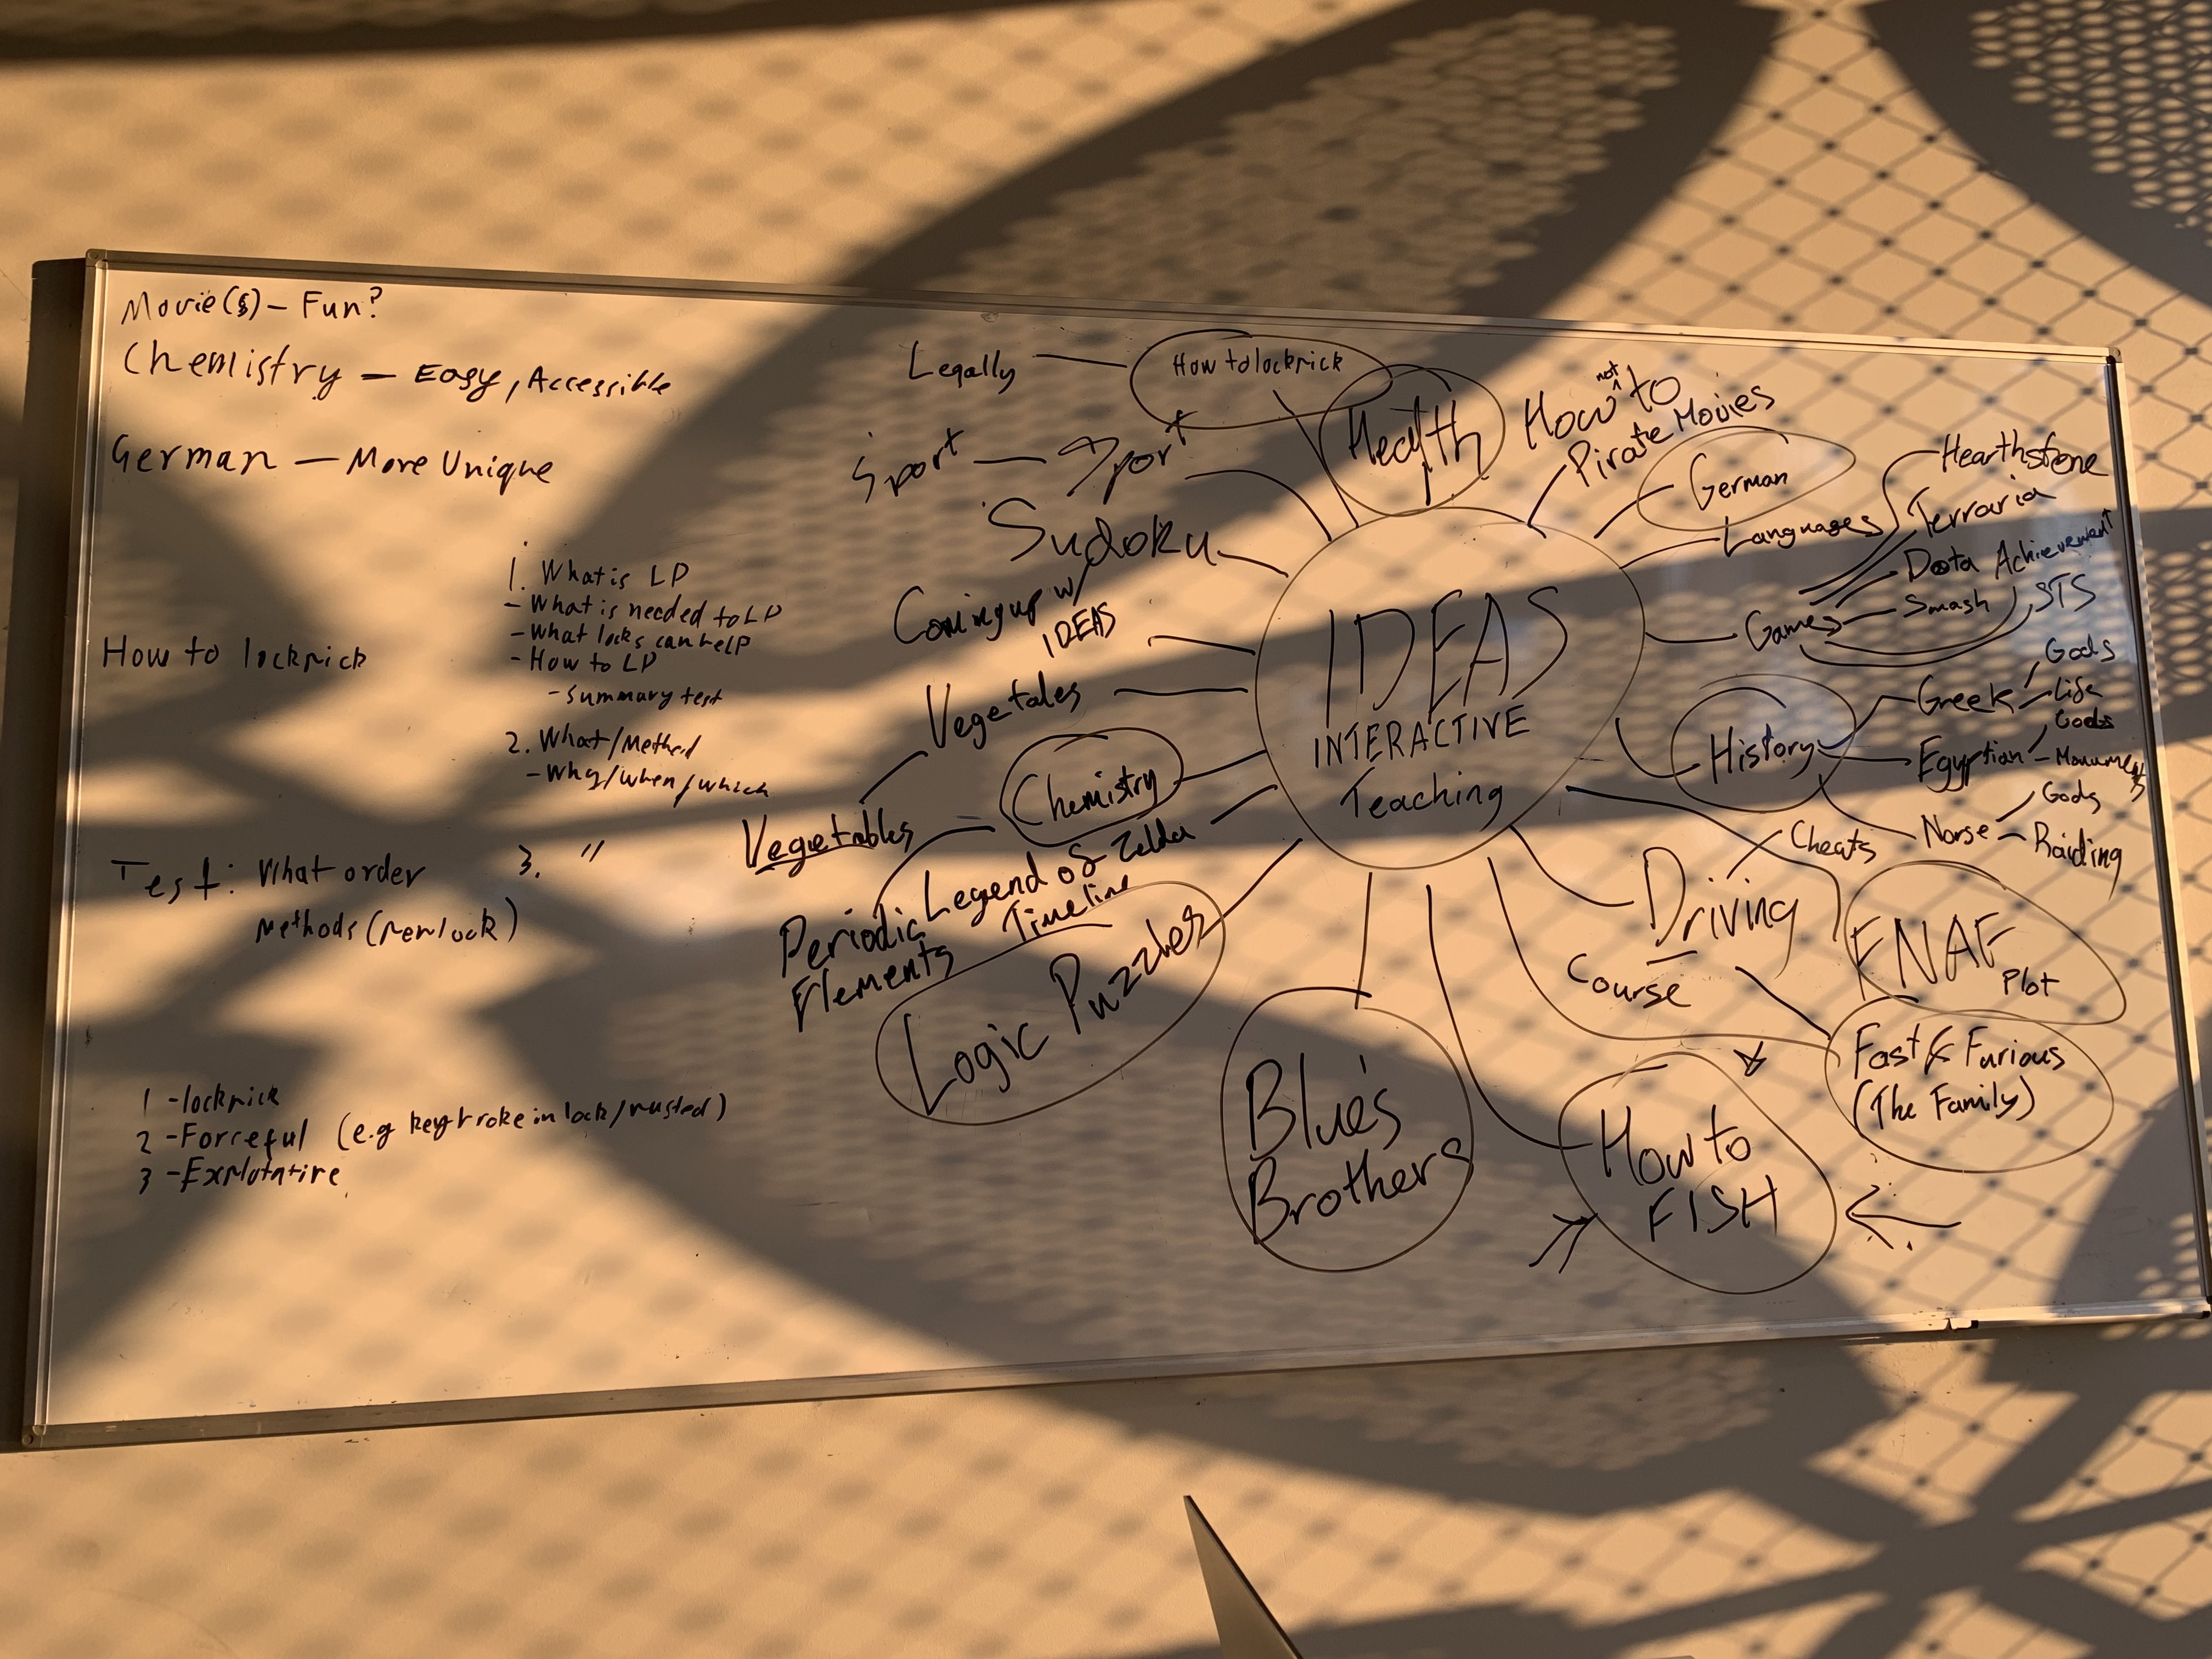 Movie(s) – Fun?
Chemistry – Easy, Accessible
German – More Unique
How to lockpick
1. What is LP
- What is needed to LP
- What locks can help
- How to LP
- Summary test
2. What/Method
- Why/when/which
3. "
Test: What order
Methods (per lock)
1 - lockpick
2 - Forceful (e.g key broke in lock/rusted)
3 - Explotative
IDEAS
INTERACTIVE
Teaching
Legally
How to lockpick
Health
How not to
Pirate Movies
German
Languages
Hearthstone
Terraria
Dota Achievement
Smash
STS
Games
History
Greek
Gods
Life
Egyptian
Gods
Monuments
Norse
Gods
Raiding
Cheats
Driving
Course
FNAF
Plot
Fast & Furious
(The Family)
How to
FISH
Blue's
Brothers
Logic Puzzles
Legend of Zelda
Timeline
Chemistry
Periodic
Elements
Vegetales
Vegetables
Coming up w/
IDEAS
Sudoku
Sport – Sport